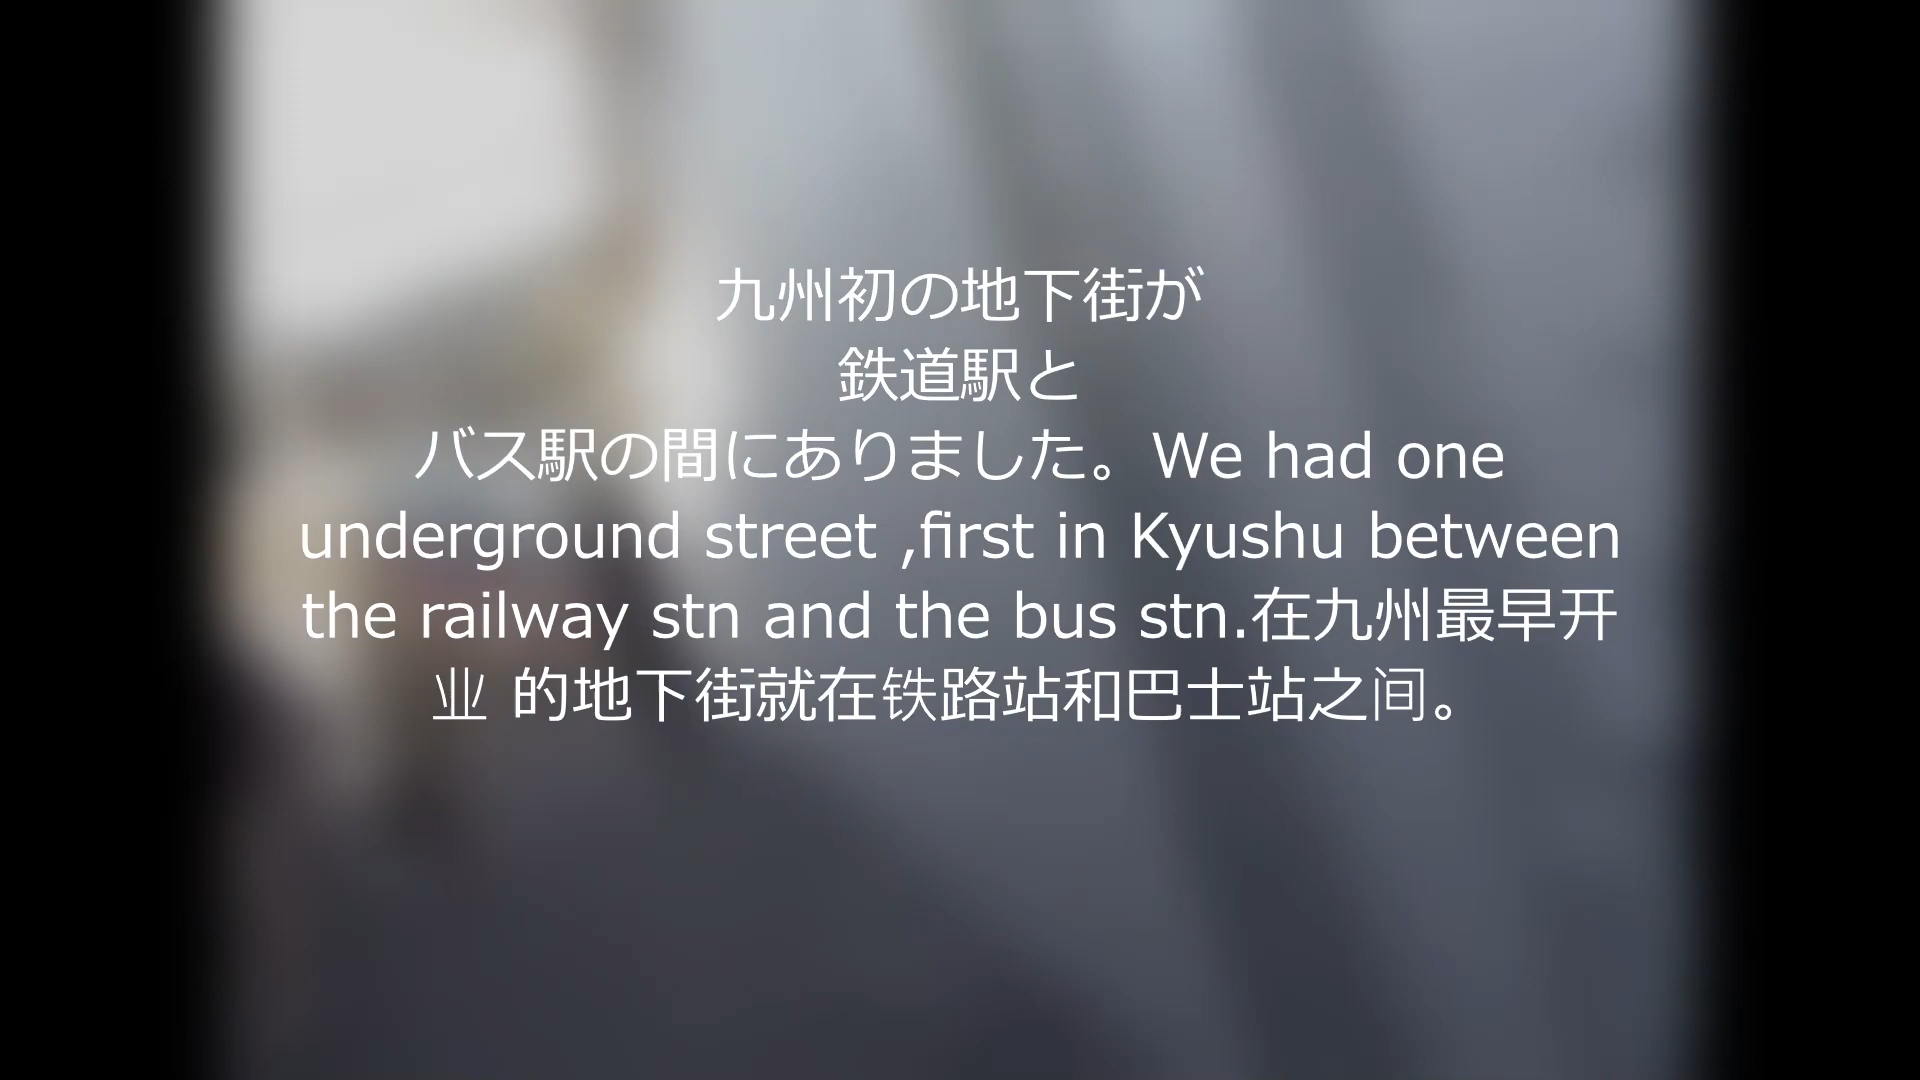 九州初の地下街が
鉄道駅と
バス駅の間にありました。We had one
underground street ,first in Kyushu between
the railway stn and the bus stn.在九州最早开
业 的地下街就在铁路站和巴士站之间。